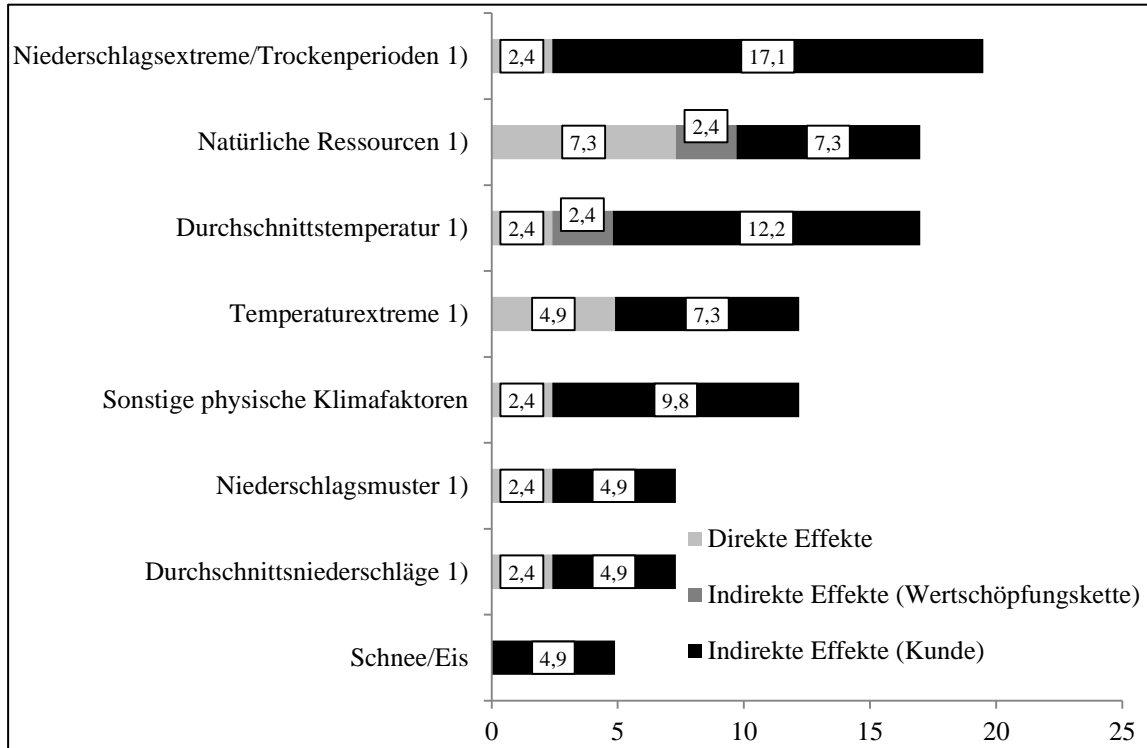 Niederschlagsextreme/Trockenperioden 1) 2,4 17,1
Natürliche Ressourcen 1) 7,3 2,4 7,3
Durchschnittstemperatur 1) 2,4 2,4 12,2
Temperaturextreme 1) 4,9 7,3
Sonstige physische Klimafaktoren 2,4 9,8
Niederschlagsmuster 1) 2,4 4,9
Durchschnittsniederschläge 1) 2,4 4,9
Schnee/Eis 4,9
Direkte Effekte
Indirekte Effekte (Wertschöpfungskette)
Indirekte Effekte (Kunde)
0 5 10 15 20 25